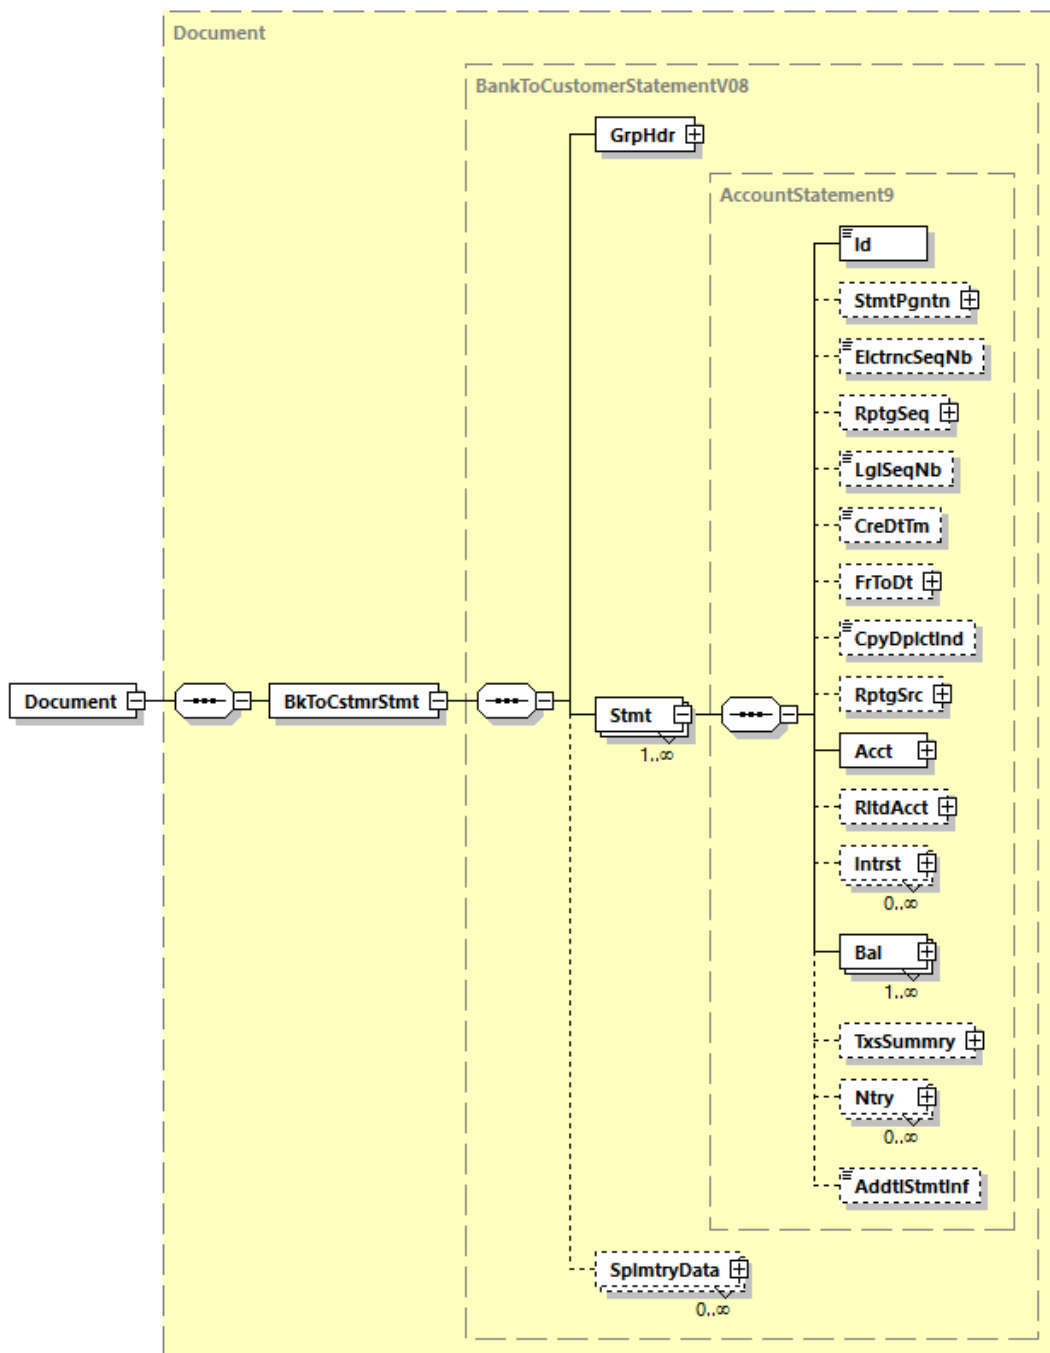 Document
BankToCustomerStatementV08
GrpHdr
AccountStatement9
Id
StmtPgntn
ElctrncSeqNb
RptgSeq
LglSeqNb
CreDtTm
FrToDt
CpyDplctInd
RptgSrc
Document
BkToCstmrStmt
Stmt
1..∞
Acct
RltdAcct
Intrst
0..∞
Bal
1..∞
TxsSummry
Ntry
0..∞
AddtlStmtInf
SplmtryData
0..∞